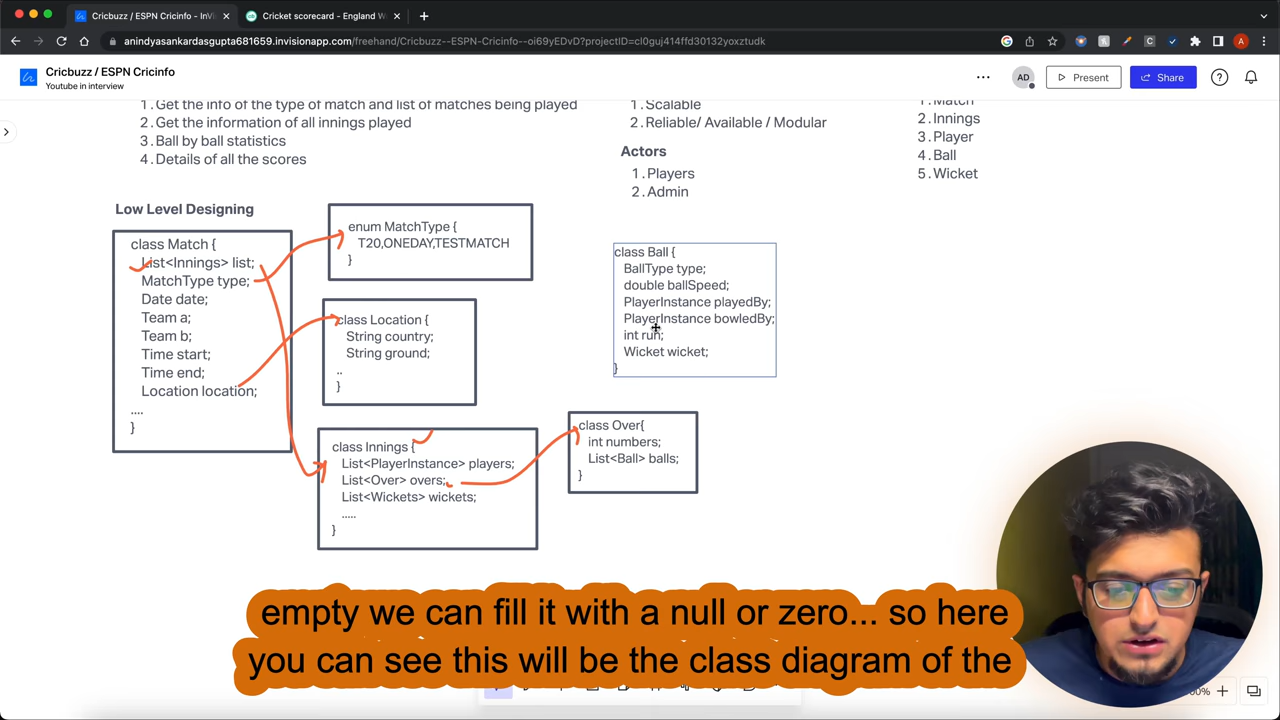 Cricbuzz / ESPN Cricinfo - InVis
Cricket scorecard - England W
anindyasankardasgupta681659.invisionapp.com/freehand/Cricbuzz--ESPN-Cricinfo--oi69yEDvD?projectID=cl0guj414ffd30132yoxztudk
A
Cricbuzz / ESPN Cricinfo
Youtube in interview
AD
Present
Share
1. Get the info of the type of match and list of matches being played
2. Get the information of all innings played
3. Ball by ball statistics
4. Details of all the scores
1. Scalable
2. Reliable/ Available / Modular
Actors
1. Players
2. Admin
1. Match
2. Innings
3. Player
4. Ball
5. Wicket
Low Level Designing
class Match {
List<Innings> list;
MatchType type;
Date date;
Team a;
Team b;
Time start;
Time end;
Location location;
....
}
enum MatchType {
T20,ONEDAY,TESTMATCH
}
class Location {
String country;
String ground;
..
}
class Innings {
List<PlayerInstance> players;
List<Over> overs;
List<Wickets> wickets;
.....
}
class Ball {
BallType type;
double ballSpeed;
PlayerInstance playedBy;
PlayerInstance bowledBy;
int run;
Wicket wicket;
}
class Over{
int numbers;
List<Ball> balls;
}
empty we can fill it with a null or zero... so here
you can see this will be the class diagram of the